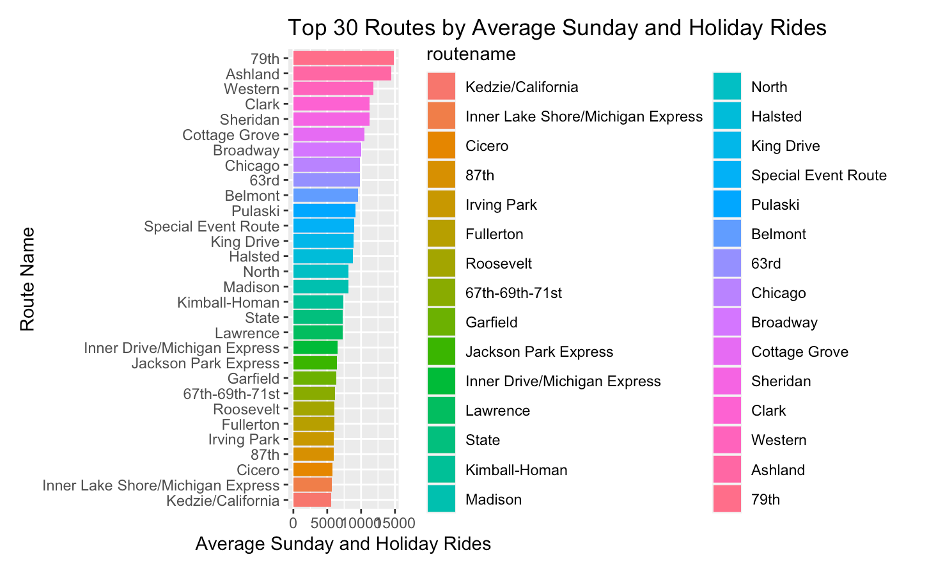 Top 30 Routes by Average Sunday and Holiday Rides
Route Name
79th
Ashland
Western
Clark
Sheridan
Cottage Grove
Broadway
Chicago
63rd
Belmont
Pulaski
Special Event Route
King Drive
Halsted
North
Madison
Kimball-Homan
State
Lawrence
Inner Drive/Michigan Express
Jackson Park Express
Garfield
67th-69th-71st
Roosevelt
Fullerton
Irving Park
87th
Cicero
Inner Lake Shore/Michigan Express
Kedzie/California
0 5000 10000 15000
Average Sunday and Holiday Rides
routename
Kedzie/California
Inner Lake Shore/Michigan Express
Cicero
87th
Irving Park
Fullerton
Roosevelt
67th-69th-71st
Garfield
Jackson Park Express
Inner Drive/Michigan Express
Lawrence
State
Kimball-Homan
Madison
North
Halsted
King Drive
Special Event Route
Pulaski
Belmont
63rd
Chicago
Broadway
Cottage Grove
Sheridan
Clark
Western
Ashland
79th